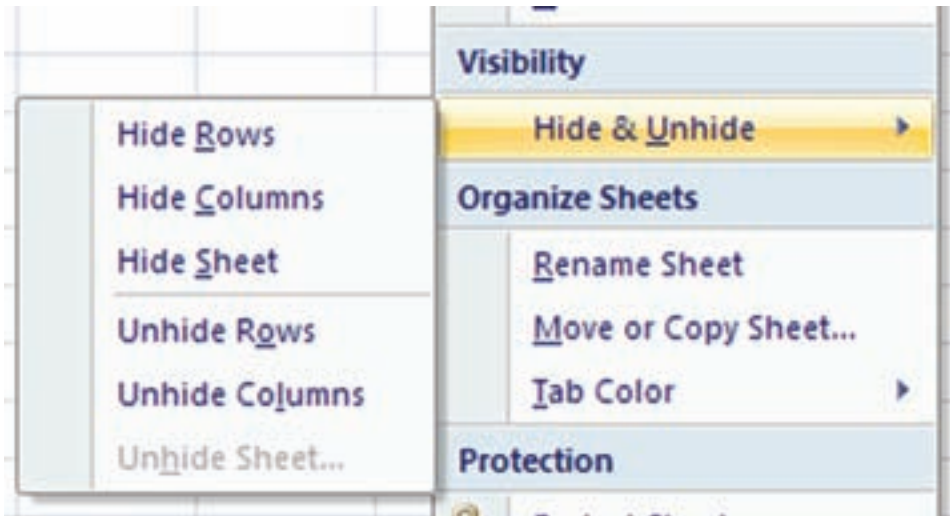 Visibility
Hide & Unhide
Hide Rows
Hide Columns
Hide Sheet
Unhide Rows
Unhide Columns
Unhide Sheet...
Organize Sheets
Rename Sheet
Move or Copy Sheet...
Tab Color
Protection